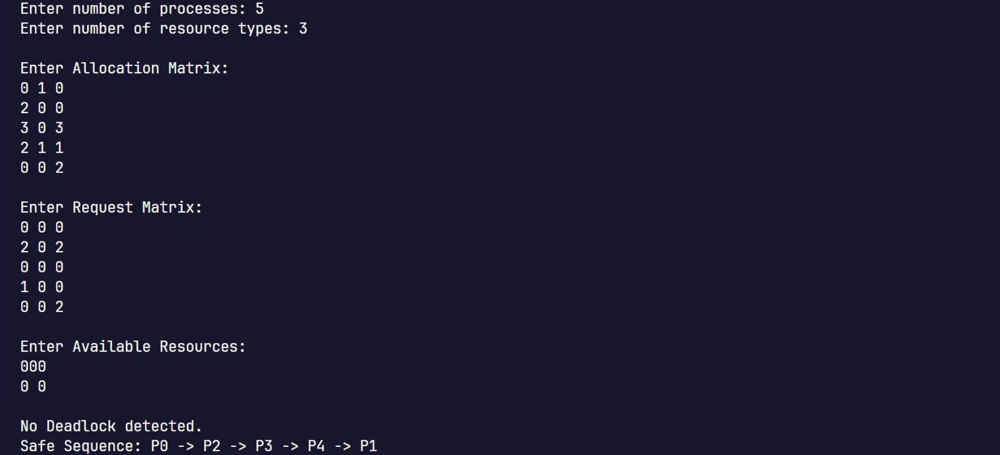 Enter number of processes: 5
Enter number of resource types: 3
Enter Allocation Matrix:
0 1 0
2 0 0
3 0 3
2 1 1
0 0 2
Enter Request Matrix:
0 0 0
2 0 2
0 0 0
1 0 0
0 0 2
Enter Available Resources:
000
0 0
No Deadlock detected.
Safe Sequence: P0 -> P2 -> P3 -> P4 -> P1